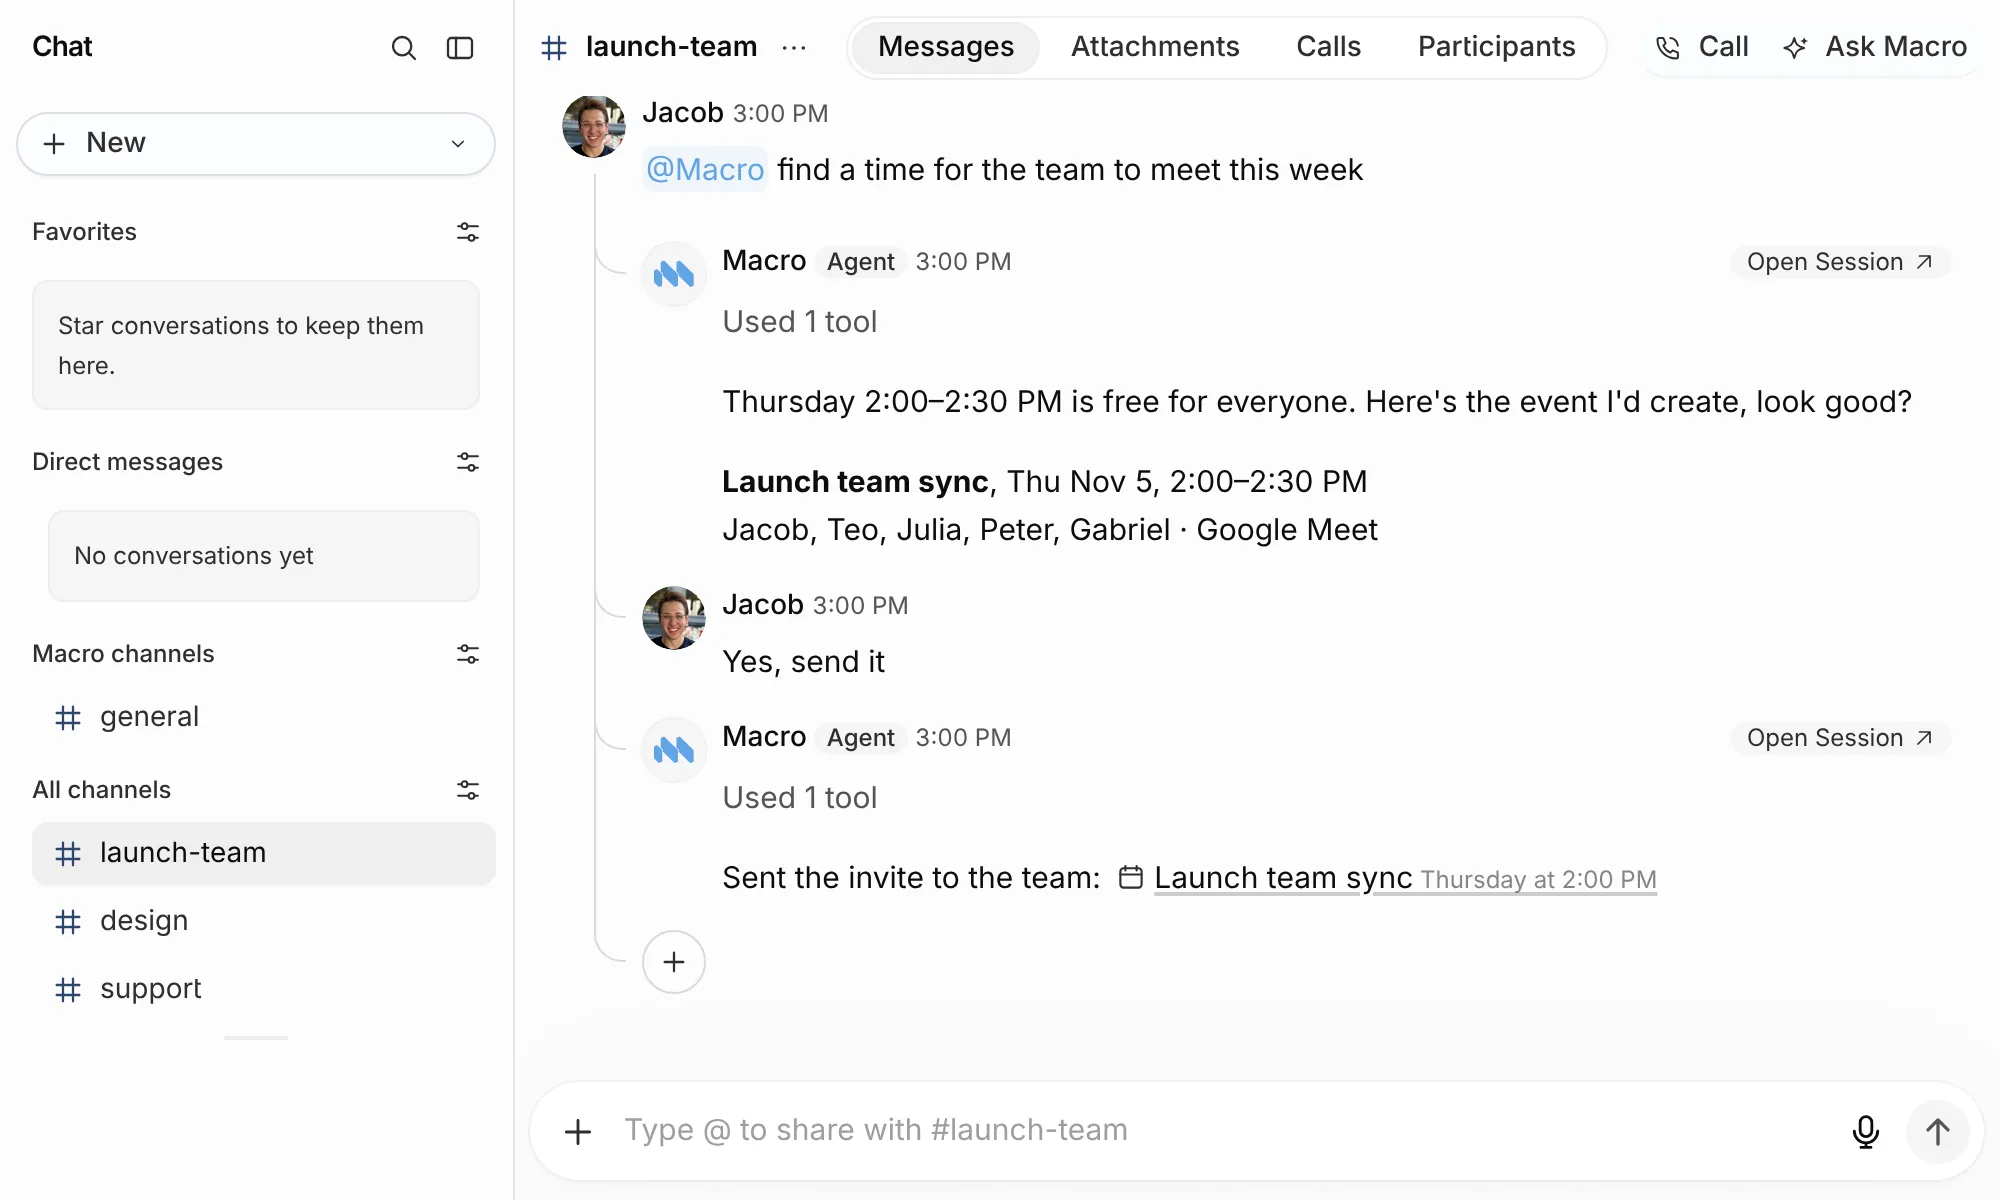 Chat
New
Favorites
Star conversations to keep them
here.
Direct messages
No conversations yet
Macro channels
general
All channels
launch-team
design
support
launch-team
Messages
Attachments
Calls
Participants
Call
Ask Macro
Jacob 3:00 PM
@Macro find a time for the team to meet this week
Macro Agent 3:00 PM
Open Session
Used 1 tool
Thursday 2:00–2:30 PM is free for everyone. Here's the event I'd create, look good?
Launch team sync, Thu Nov 5, 2:00–2:30 PM
Jacob, Teo, Julia, Peter, Gabriel · Google Meet
Jacob 3:00 PM
Yes, send it
Macro Agent 3:00 PM
Open Session
Used 1 tool
Sent the invite to the team: Launch team sync Thursday at 2:00 PM
Type @ to share with #launch-team